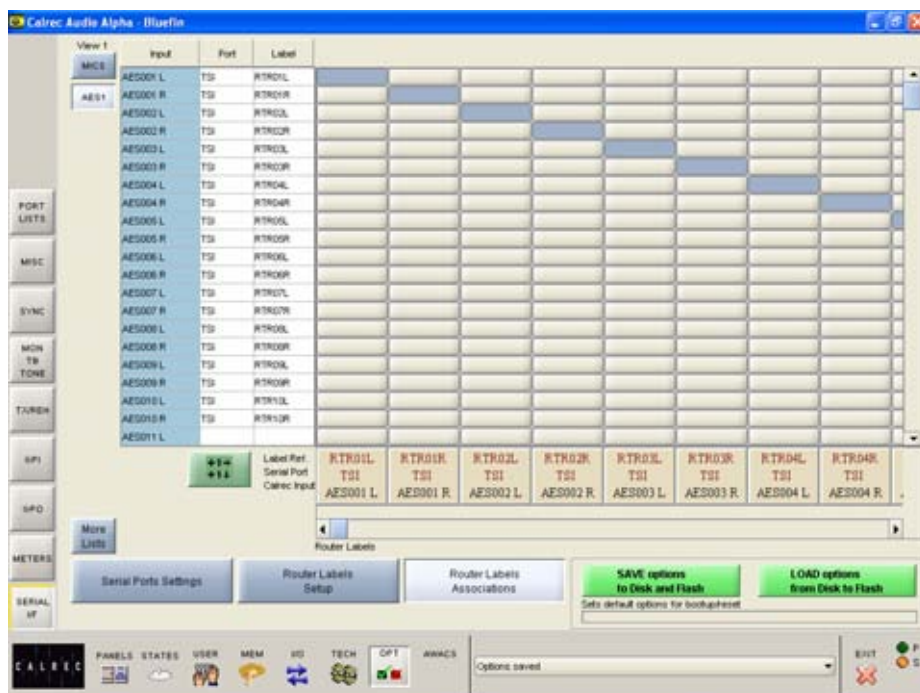 Calrec Audio Alpha - Bluefin
View 1
MICS
AES1
Input Port Label
AES001 L TSI RTR01L
AES001 R TSI RTR01R
AES002 L TSI RTR02L
AES002 R TSI RTR02R
AES003 L TSI RTR03L
AES003 R TSI RTR03R
AES004 L TSI RTR04L
AES004 R TSI RTR04R
AES005 L TSI RTR05L
AES005 R TSI RTR05R
AES006 L TSI RTR06L
AES006 R TSI RTR06R
AES007 L TSI RTR07L
AES007 R TSI RTR07R
AES008 L TSI RTR08L
AES008 R TSI RTR08R
AES009 L TSI RTR09L
AES009 R TSI RTR09R
AES010 L TSI RTR10L
AES010 R TSI RTR10R
AES011 L
PORT
LISTS
MISC
SYNC
MON
TB
TONE
TX/REH
GPI
GPO
METERS
SERIAL
I/F
Label Ref. RTR01L RTR01R RTR02L RTR02R RTR03L RTR03R RTR04L RTR04R
Serial Port TSI TSI TSI TSI TSI TSI TSI TSI
Calrec Input AES001 L AES001 R AES002 L AES002 R AES003 L AES003 R AES004 L AES004 R
More
Lists
Router Labels
Serial Ports Settings
Router Labels
Setup
Router Labels
Associations
SAVE options
to Disk and Flash
LOAD options
from Disk to Flash
Sets default options for bootup/reset
CALREC
PANELS STATES USER MEM I/O TECH OPT AWACS
Options saved
EXIT
P
S